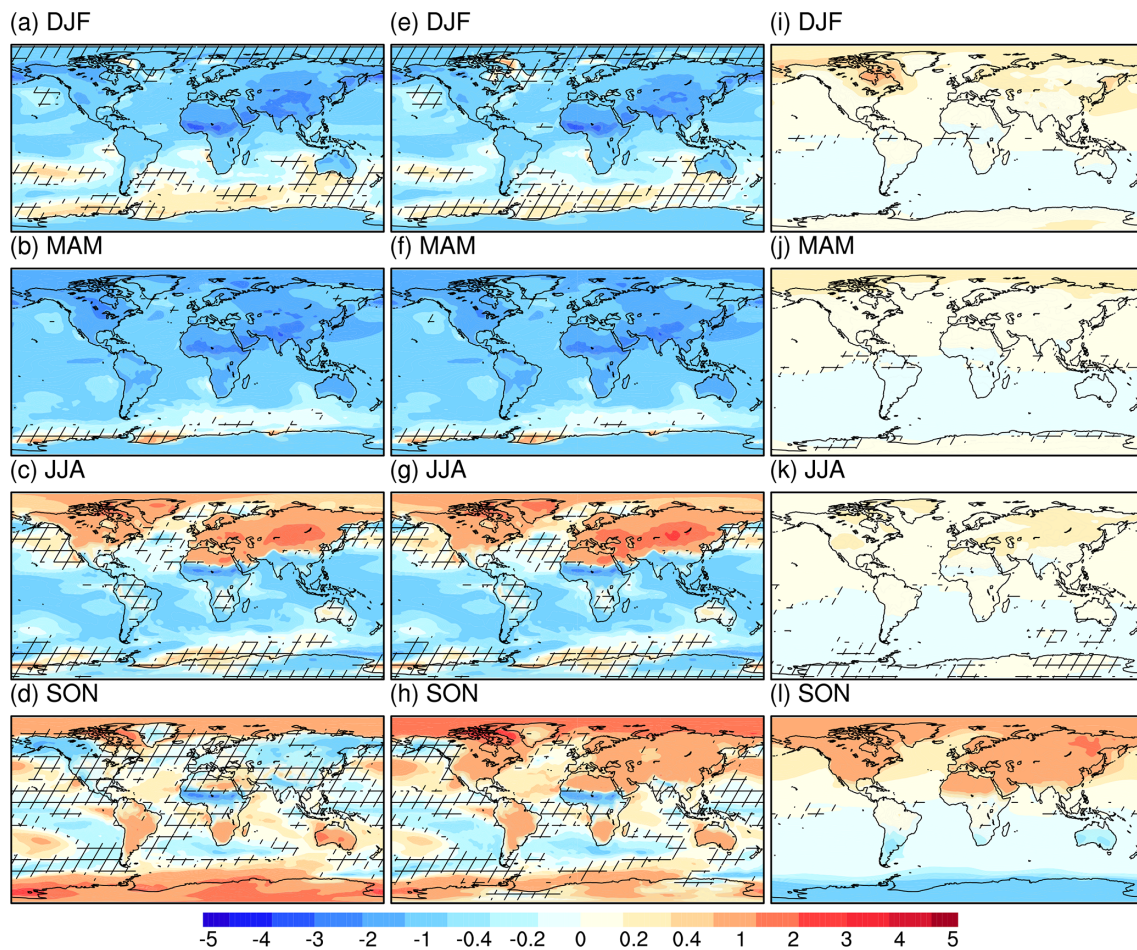 (a) DJF (e) DJF (i) DJF
(b) MAM (f) MAM (j) MAM
(c) JJA (g) JJA (k) JJA
(d) SON (h) SON (l) SON
-5 -4 -3 -2 -1 -0.4 -0.2 0 0.2 0.4 1 2 3 4 5